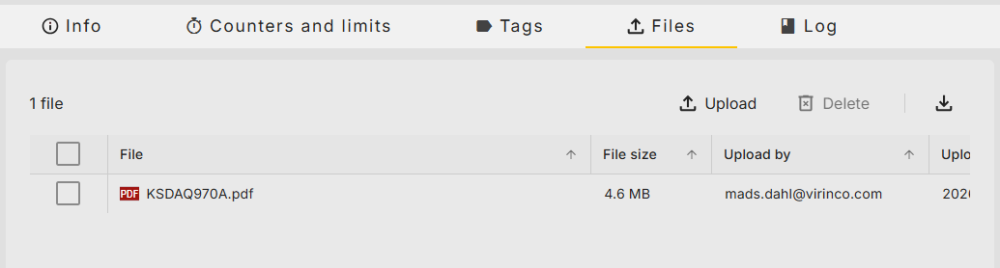 Info Counters and limits Tags Files Log
1 file Upload Delete
File File size Upload by Uplo
PDF KSDAQ970A.pdf 4.6 MB mads.dahl@virinco.com 202